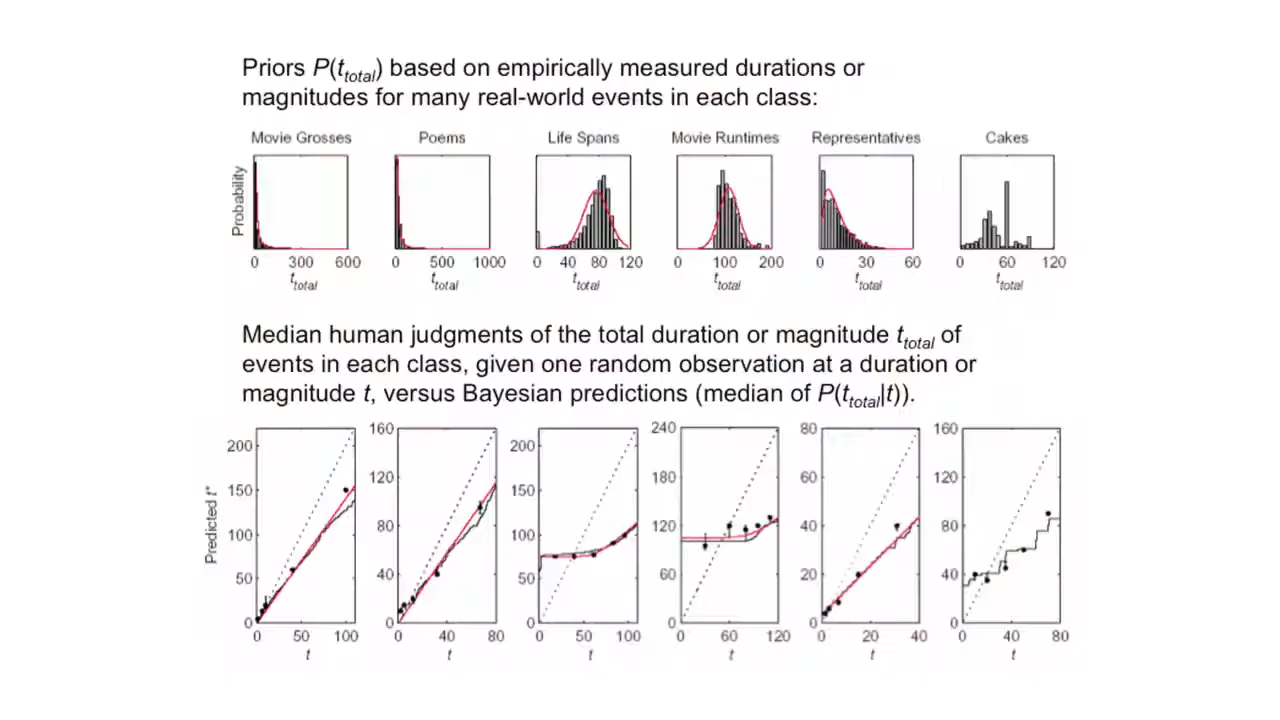 Priors P(t_total) based on empirically measured durations or
magnitudes for many real-world events in each class:
Movie Grosses Poems Life Spans Movie Runtimes Representatives Cakes
Probability
0 300 600 0 500 1000 0 40 80 120 0 100 200 0 30 60 0 60 120
t_total t_total t_total t_total t_total t_total
Median human judgments of the total duration or magnitude t_total of
events in each class, given one random observation at a duration or
magnitude t, versus Bayesian predictions (median of P(t_total|t)).
Predicted t*
200 150 100 50 0
160 120 80 40 0
200 150 100 50 0
240 180 120 60 0
80 60 40 20 0
160 120 80 40 0
0 50 100 0 40 80 0 50 100 0 60 120 0 20 40 0 40 80
t t t t t t